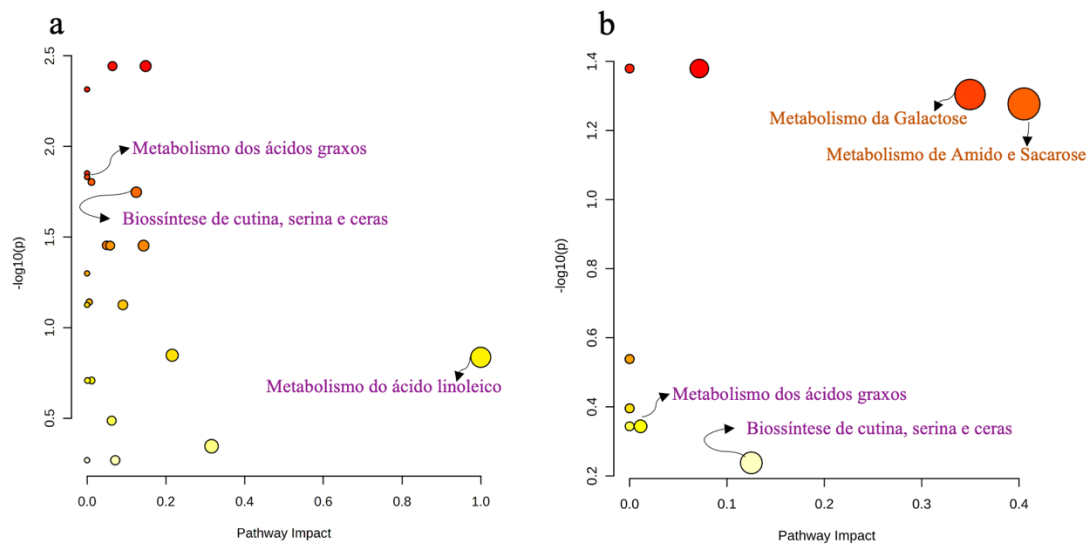 a
2.5
2.0
1.5
1.0
0.5
-log10(p)
Metabolismo dos ácidos graxos
Biossíntese de cutina, serina e ceras
Metabolismo do ácido linoleico
0.0 0.2 0.4 0.6 0.8 1.0
Pathway Impact
b
1.4
1.2
1.0
0.8
0.6
0.4
0.2
-log10(p)
Metabolismo da Galactose
Metabolismo de Amido e Sacarose
Metabolismo dos ácidos graxos
Biossíntese de cutina, serina e ceras
0.0 0.1 0.2 0.3 0.4
Pathway Impact